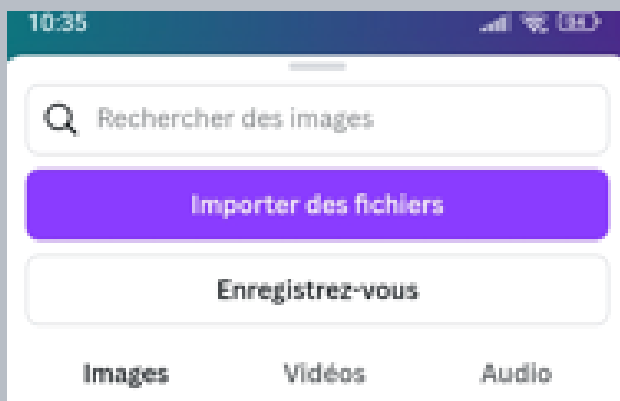 10:35
Rechercher des images
Importer des fichiers
Enregistrez-vous
Images Vidéos Audio